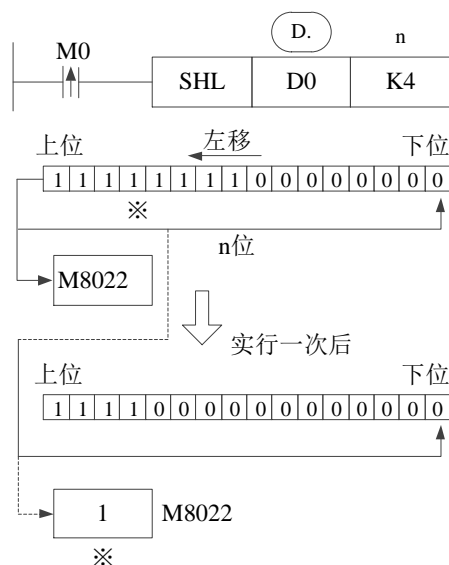 D.
n
M0
SHL D0 K4
左移
上位 下位
1 1 1 1 1 1 1 1 0 0 0 0 0 0 0 0
※
n位
M8022
实行一次后
上位 下位
1 1 1 1 0 0 0 0 0 0 0 0 0 0 0 0
1 M8022
※